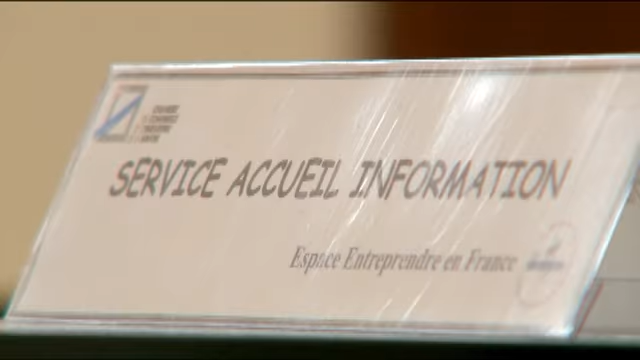 SERVICE ACCUEIL INFORMATION
Espace Entreprendre en France